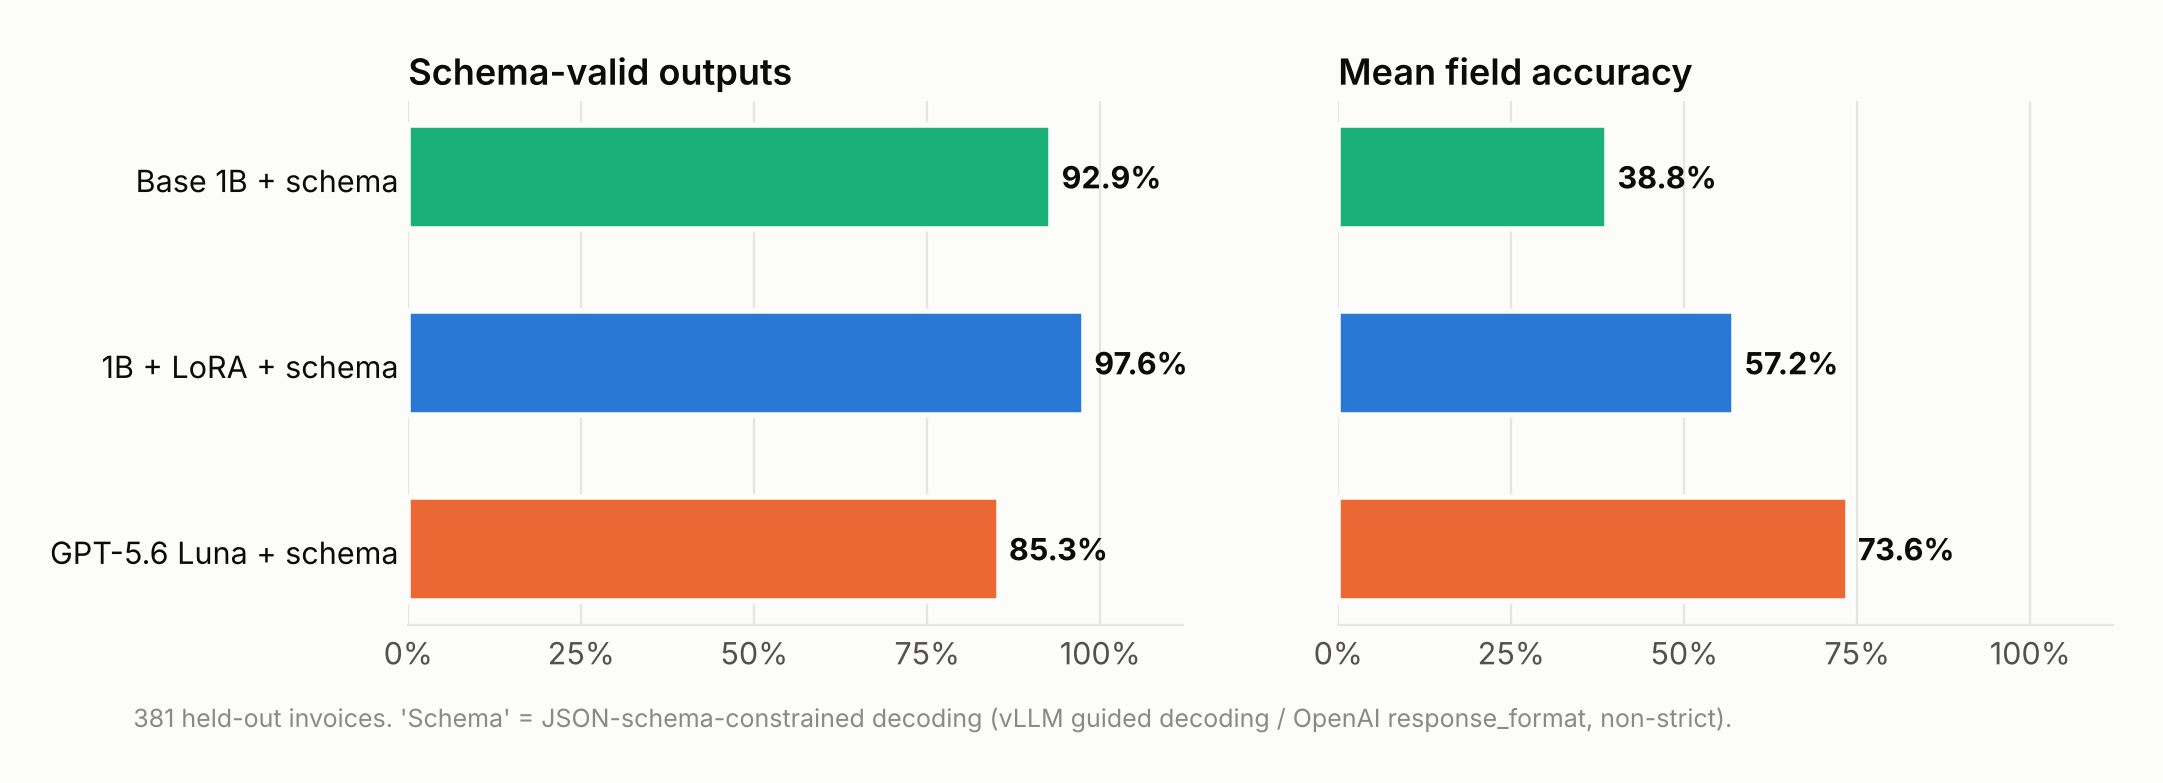 Schema-valid outputs
Mean field accuracy
Base 1B + schema
92.9%
38.8%
1B + LoRA + schema
97.6%
57.2%
GPT-5.6 Luna + schema
85.3%
73.6%
0% 25% 50% 75% 100%
0% 25% 50% 75% 100%
381 held-out invoices. 'Schema' = JSON-schema-constrained decoding (vLLM guided decoding / OpenAI response_format, non-strict).